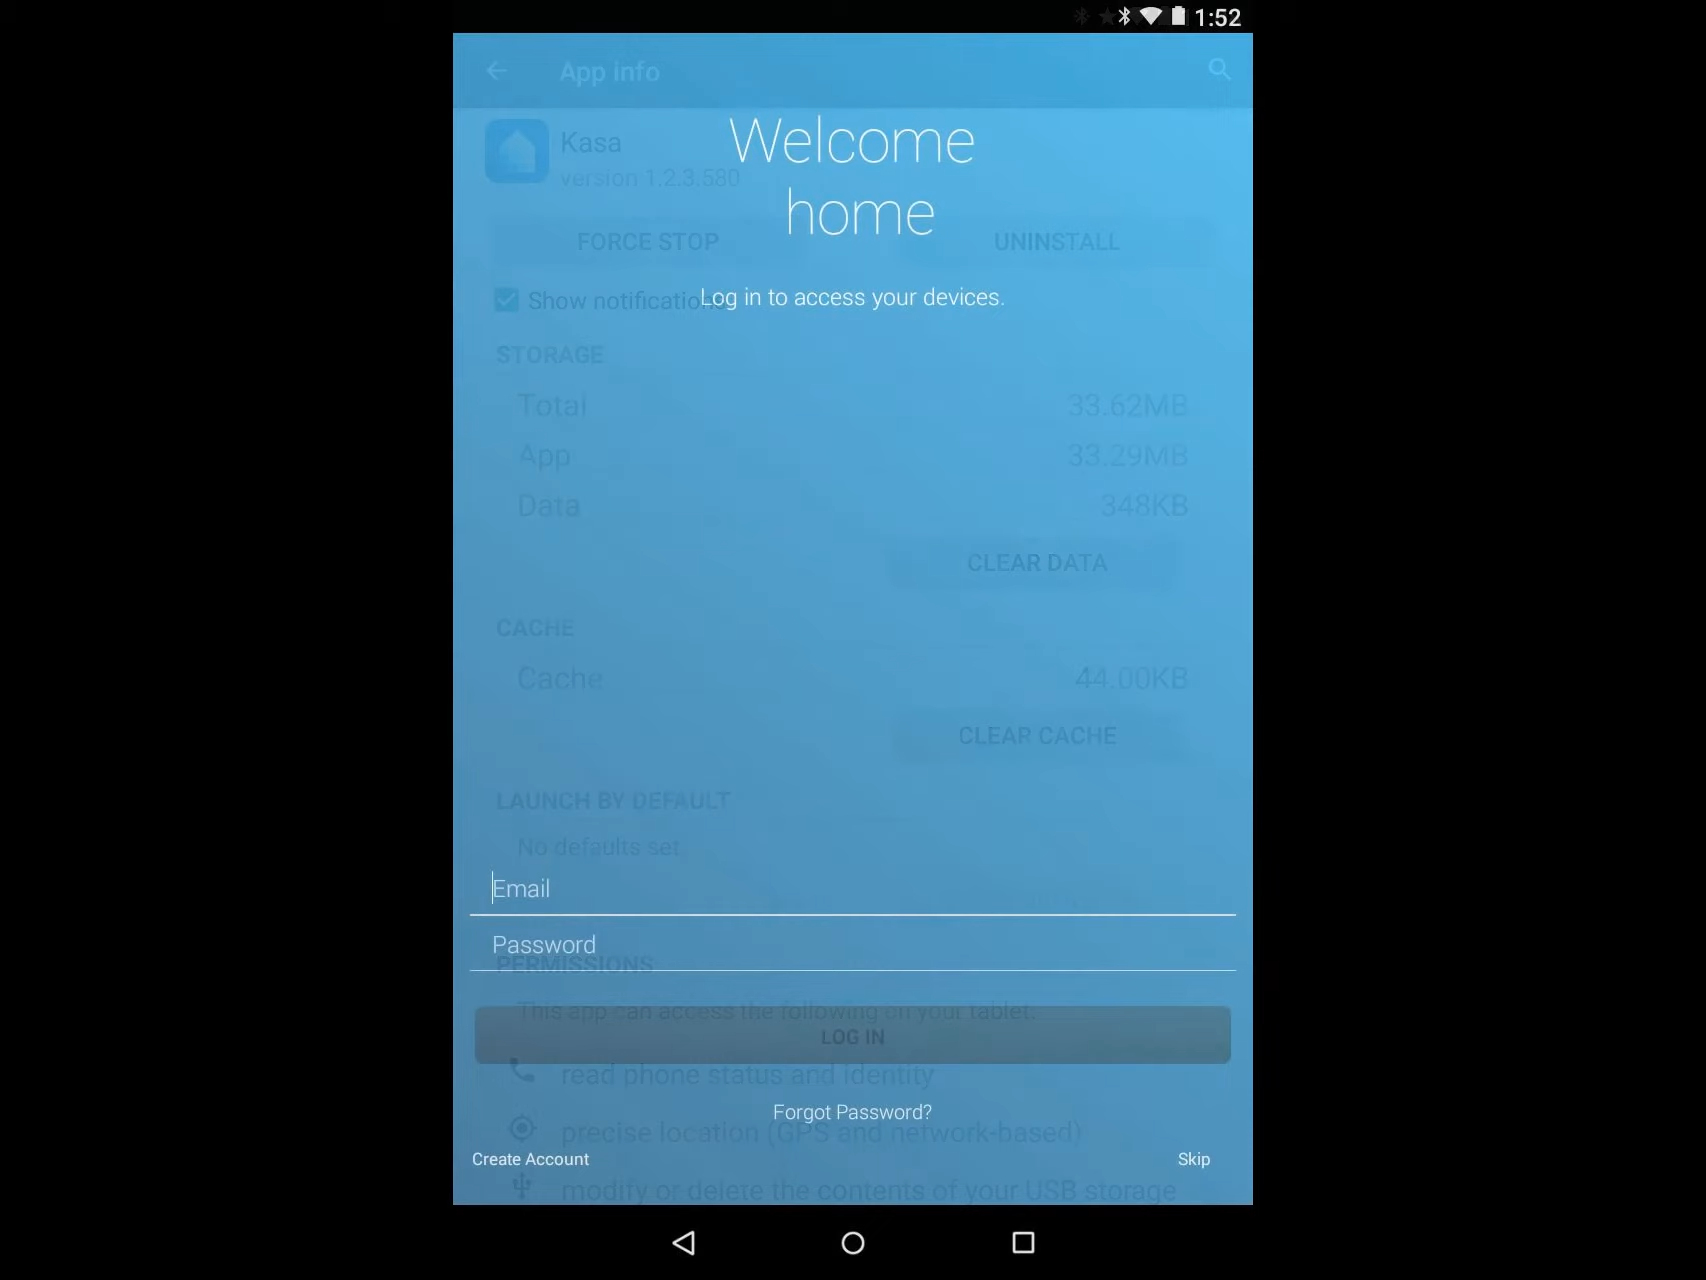 1:52
App info
Welcome
home
Kasa
version 1.2.3.580
FORCE STOP
UNINSTALL
Show notifications
Log in to access your devices.
STORAGE
Total
33.62MB
App
33.29MB
Data
348KB
CLEAR DATA
CACHE
Cache
44.00KB
CLEAR CACHE
LAUNCH BY DEFAULT
No defaults set
Email
Password
PERMISSIONS
This app can access the following on your tablet:
LOG IN
read phone status and identity
Forgot Password?
precise location (GPS and network-based)
Create Account
Skip
modify or delete the contents of your USB storage